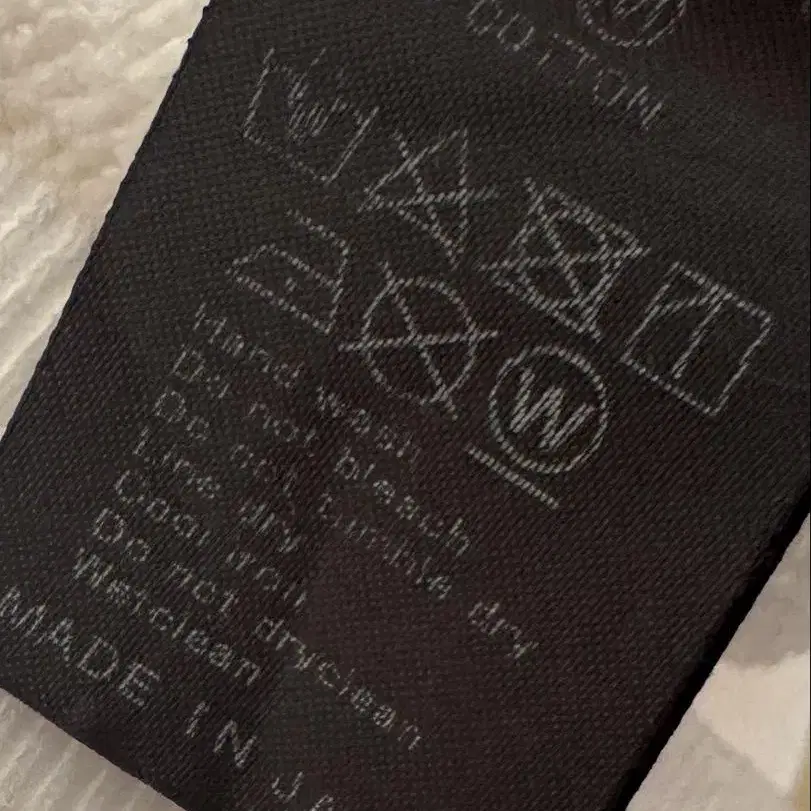 COTTON
W
Hand wash
Do not bleach
Do not tumble dry
Line dry
Cool iron
Do not dryclean
Wetclean
MADE IN JA